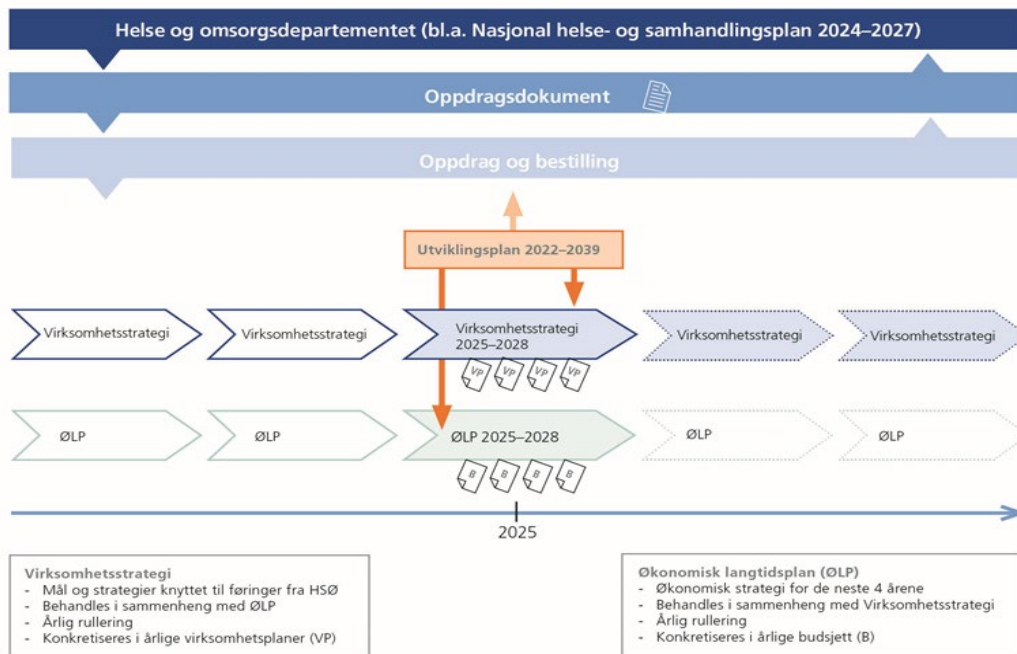 Helse og omsorgsdepartementet (bl.a. Nasjonal helse- og samhandlingsplan 2024–2027)
Oppdragsdokument
Oppdrag og bestilling
Utviklingsplan 2022–2039
Virksomhetsstrategi
Virksomhetsstrategi
Virksomhetsstrategi
2025–2028
Virksomhetsstrategi
Virksomhetsstrategi
VP
VP
VP
VP
ØLP
ØLP
ØLP 2025–2028
ØLP
ØLP
B
B
B
B
2025
Virksomhetsstrategi
- Mål og strategier knyttet til føringer fra HSØ
- Behandles i sammenheng med ØLP
- Årlig rullering
- Konkretiseres i årlige virksomhetsplaner (VP)
Økonomisk langtidsplan (ØLP)
- Økonomisk strategi for de neste 4 årene
- Behandles i sammenheng med Virksomhetsstrategi
- Årlig rullering
- Konkretiseres i årlige budsjett (B)